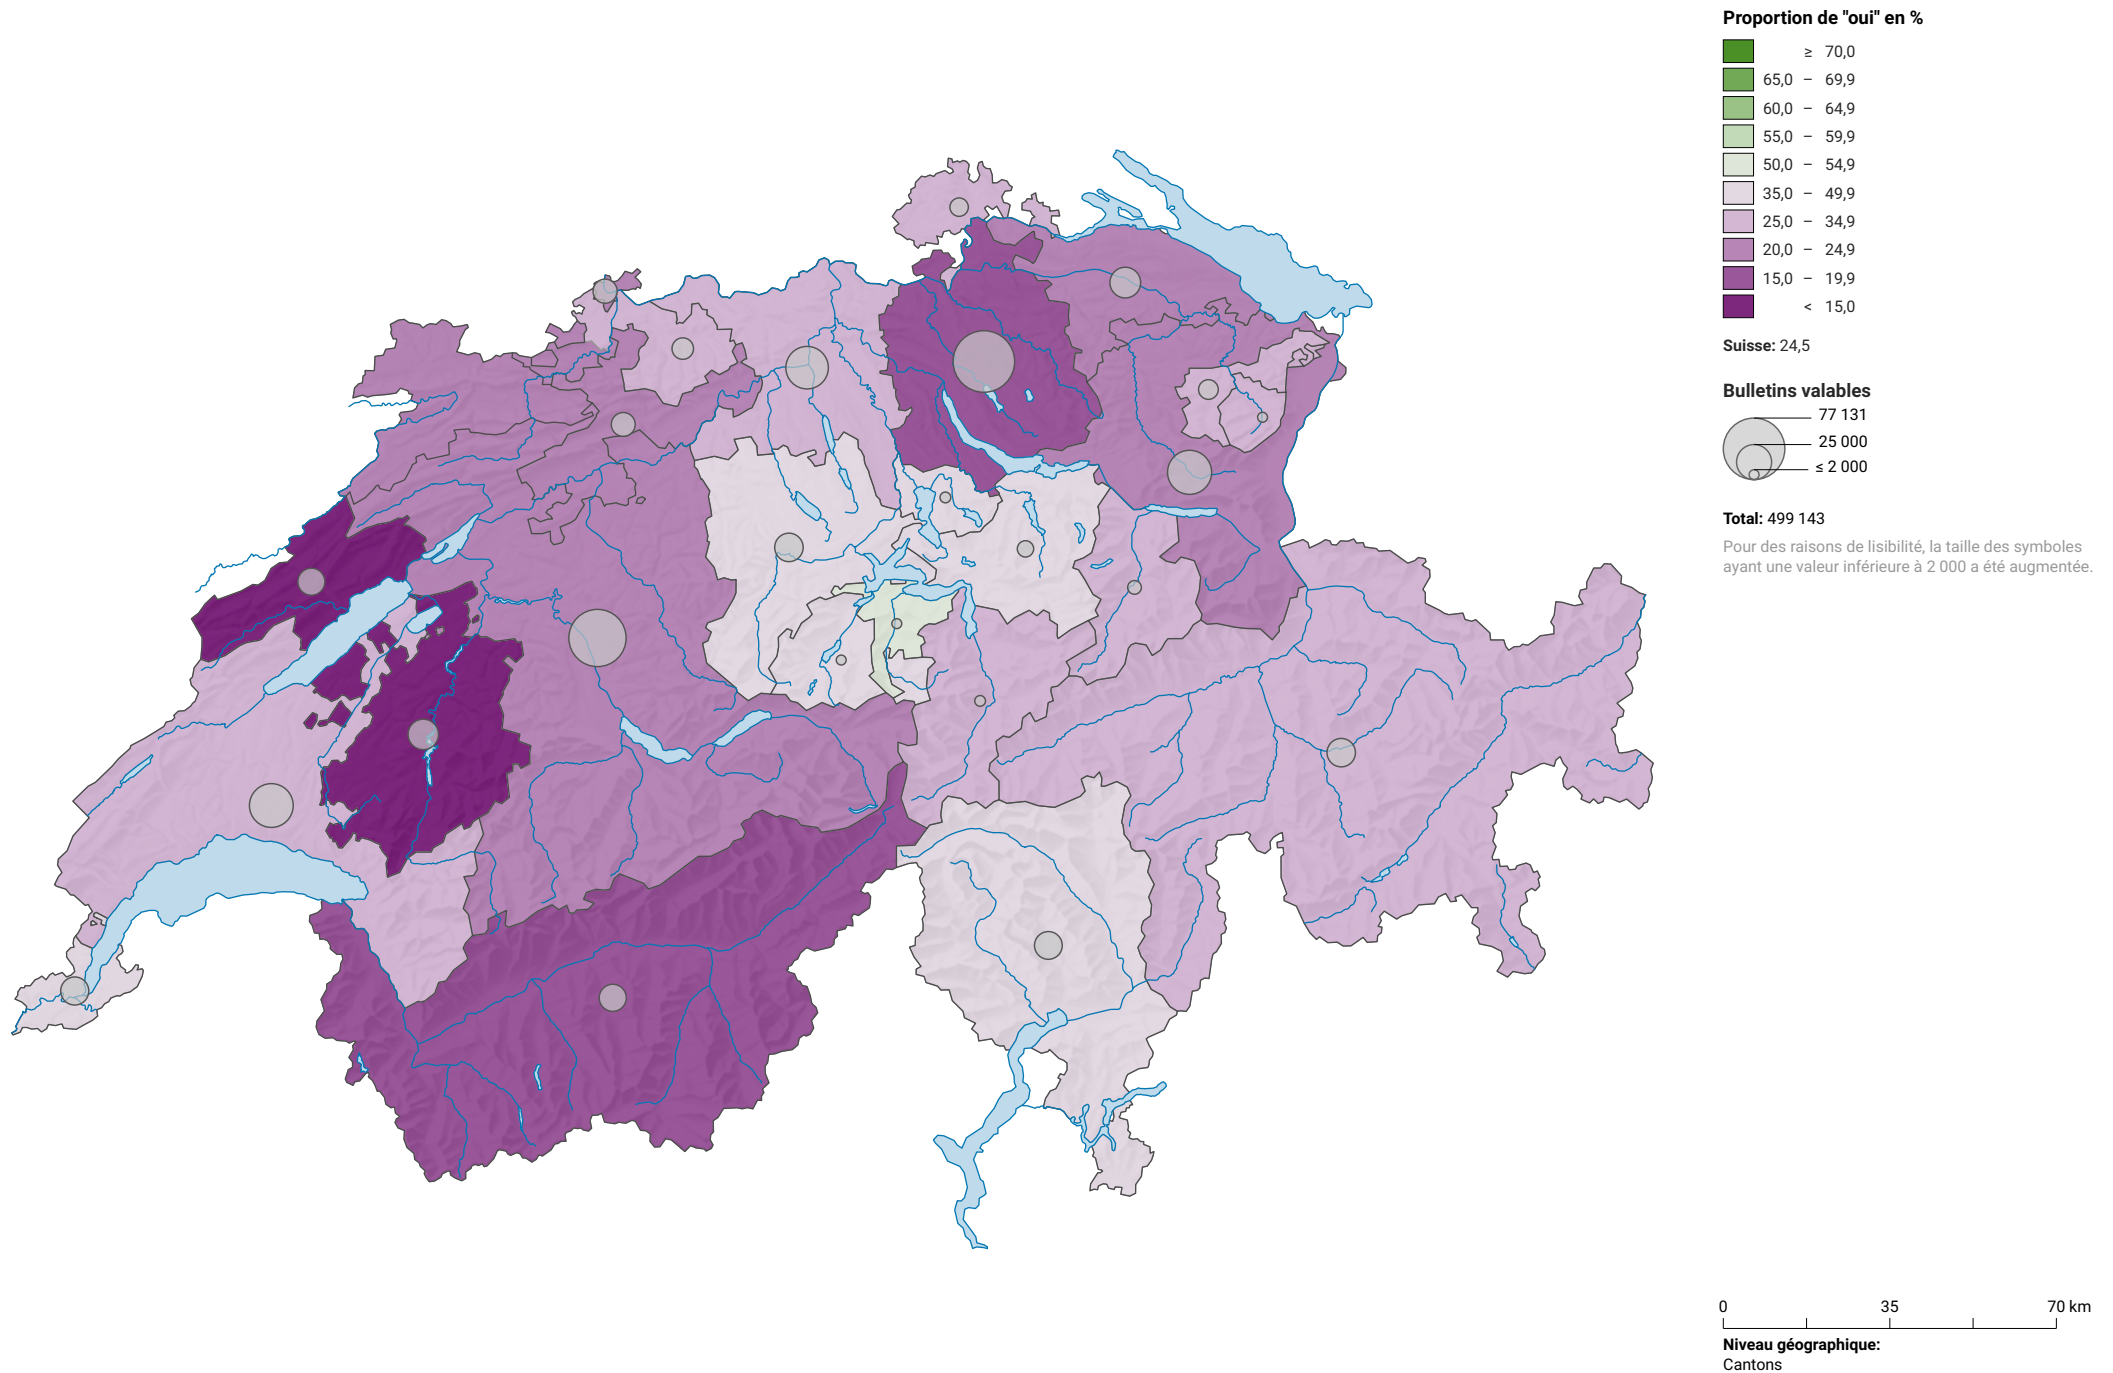 Proportion de "oui" en %
≥ 70,0
65,0 – 69,9
60,0 – 64,9
55,0 – 59,9
50,0 – 54,9
35,0 – 49,9
25,0 – 34,9
20,0 – 24,9
15,0 – 19,9
< 15,0
Suisse: 24,5
Bulletins valables
77 131
25 000
≤ 2 000
Total: 499 143
Pour des raisons de lisibilité, la taille des symboles
ayant une valeur inférieure à 2 000 a été augmentée.
0 35 70 km
Niveau géographique:
Cantons